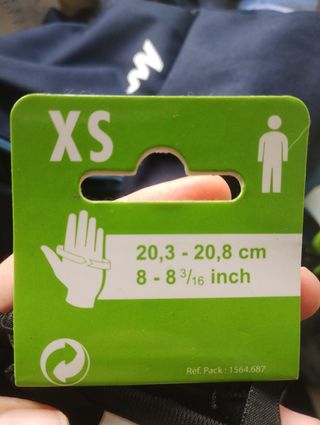 XS
20,3 - 20,8 cm
8 - 8 3/16 inch
Réf. Pack : 1564.687